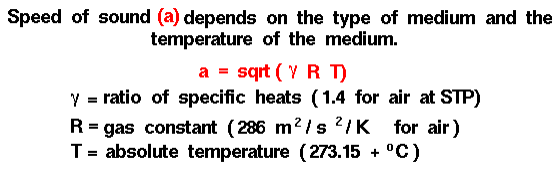 Speed of sound (a) depends on the type of medium and the
temperature of the medium.
a = sqrt ( γ R T)
γ = ratio of specific heats ( 1.4 for air at STP)
R = gas constant ( 286 m²/ s ²/ K for air )
T = absolute temperature ( 273.15 + ⁰C )